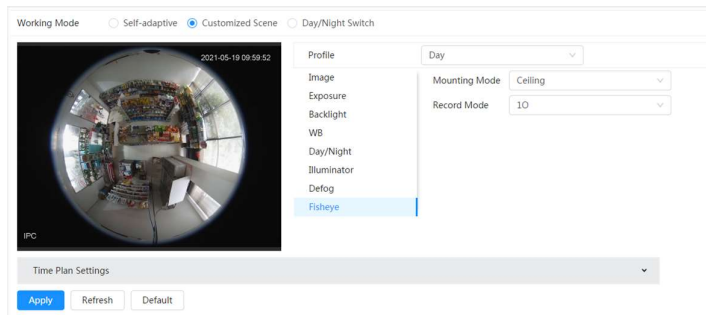 Working Mode Self-adaptive Customized Scene Day/Night Switch
2021-05-19 09:59:52
IPC
Profile Day
Image
Exposure
Backlight
WB
Day/Night
Illuminator
Defog
Fisheye
Mounting Mode Ceiling
Record Mode 1O
Time Plan Settings
Apply Refresh Default